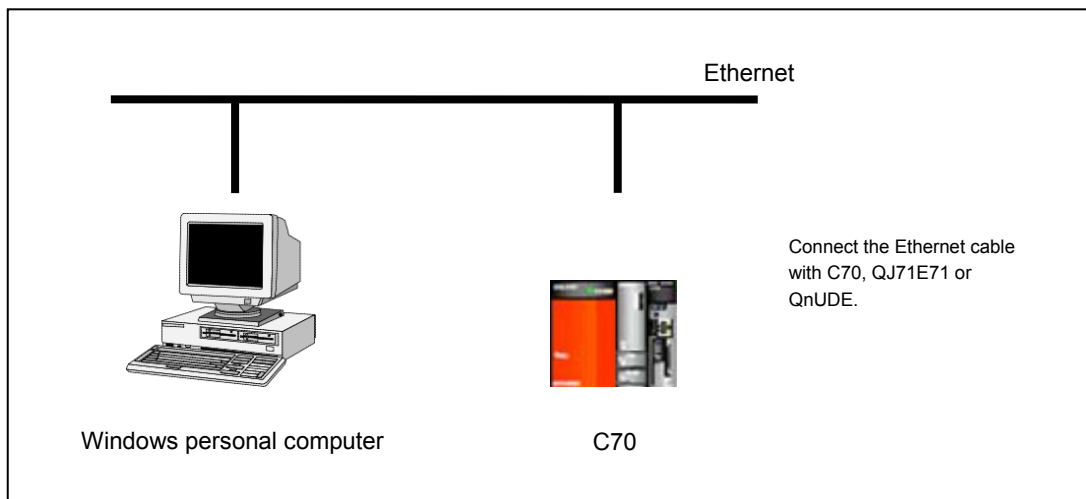 Ethernet
Connect the Ethernet cable
with C70, QJ71E71 or
QnUDE.
Windows personal computer
C70